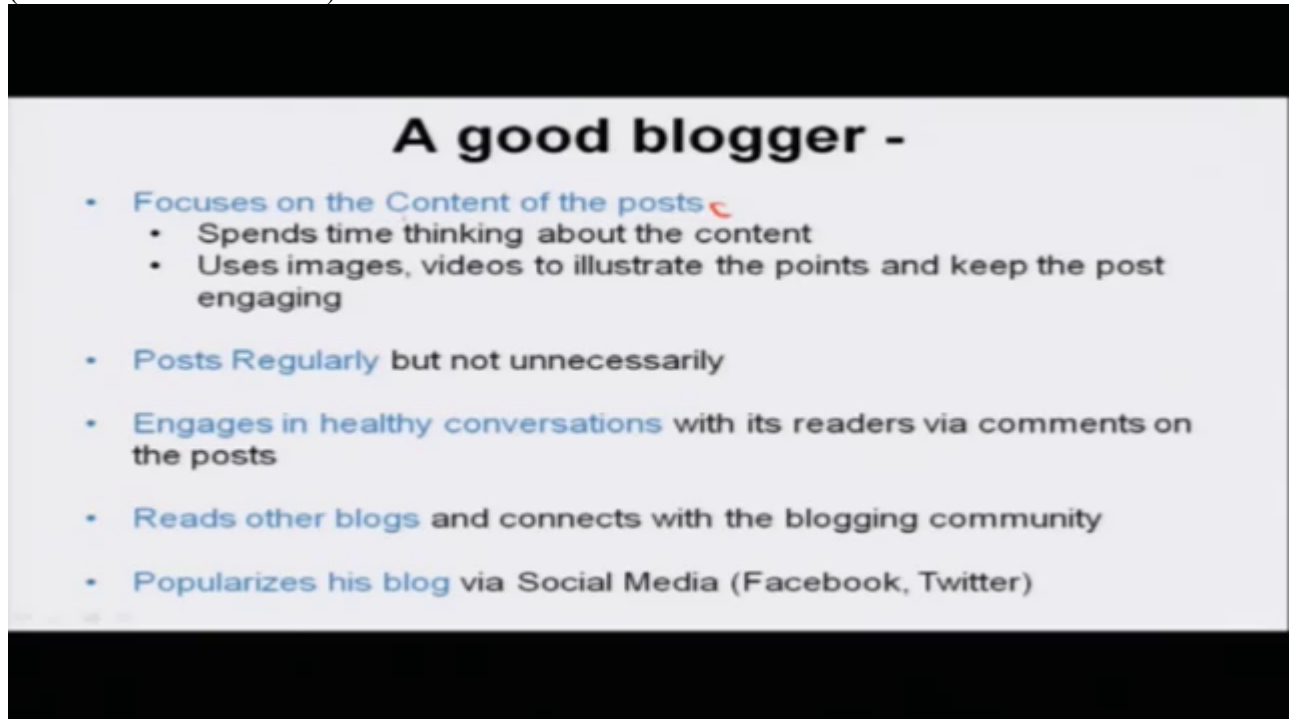 A good blogger -
• Focuses on the Content of the posts
• Spends time thinking about the content
• Uses images, videos to illustrate the points and keep the post
engaging
• Posts Regularly but not unnecessarily
• Engages in healthy conversations with its readers via comments on
the posts
• Reads other blogs and connects with the blogging community
• Popularizes his blog via Social Media (Facebook, Twitter)